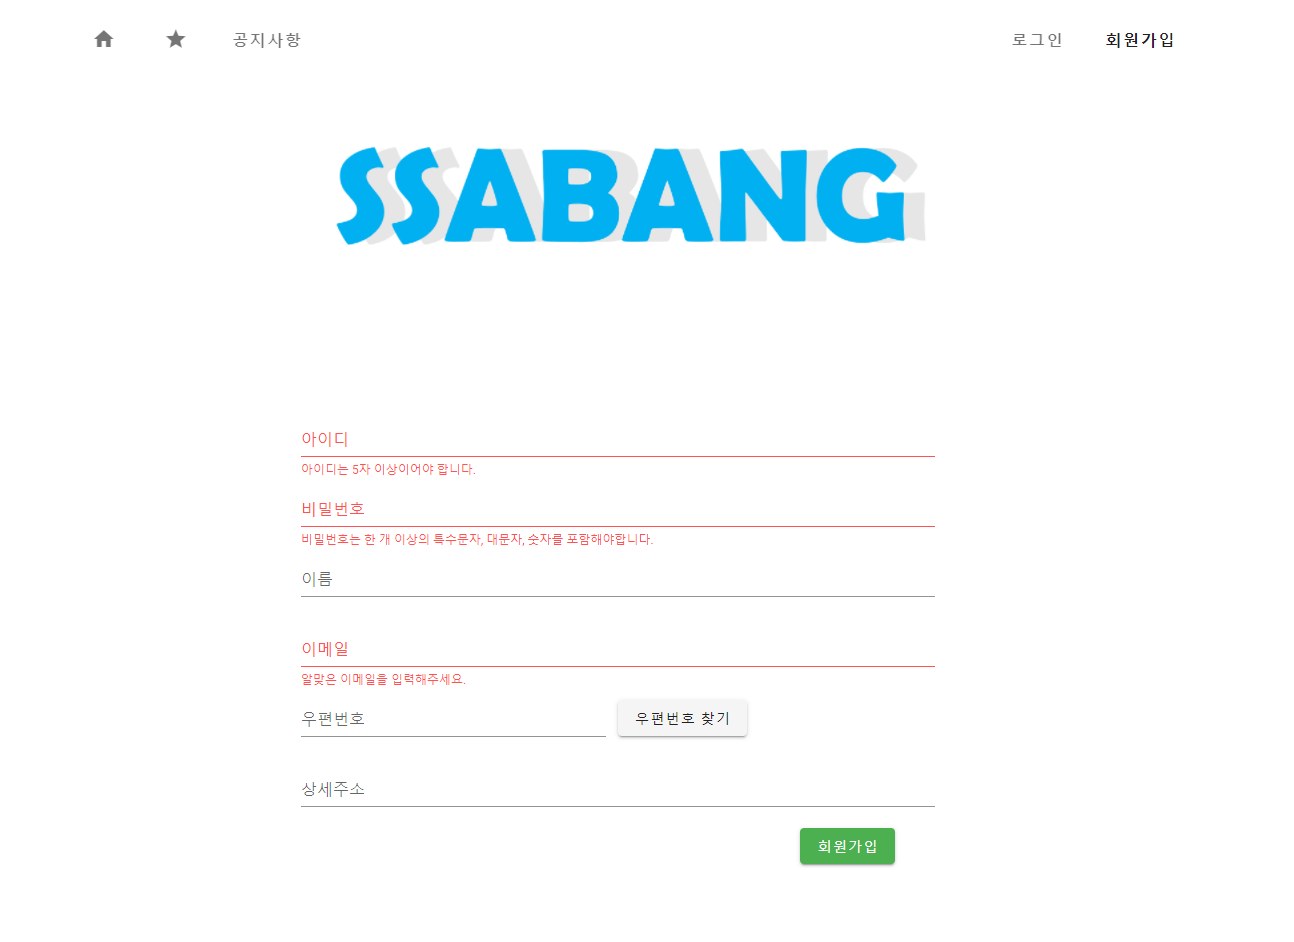 공지사항
로그인
회원가입
SSABANG
아이디
아이디는 5자 이상이어야 합니다.
비밀번호
비밀번호는 한 개 이상의 특수문자, 대문자, 숫자를 포함해야합니다.
이름
이메일
알맞은 이메일을 입력해주세요.
우편번호
우편번호 찾기
상세주소
회원가입